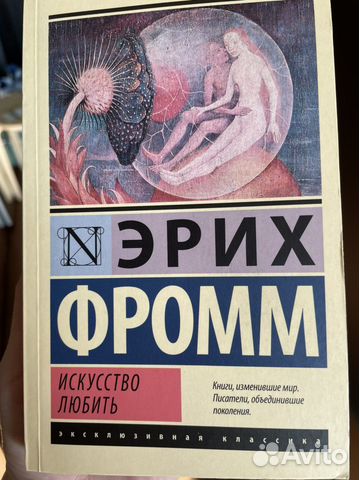 N
ЭРИХ
ФРОММ
ИСКУССТВО
ЛЮБИТЬ
Книги, изменившие мир.
Писатели, объединившие
поколения.
эксклюзивная классика
Avito